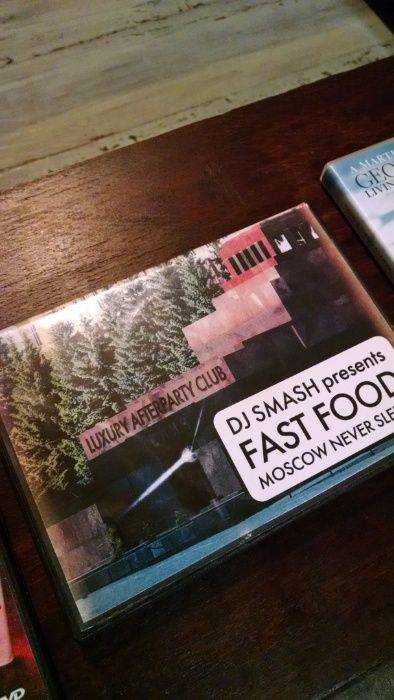 LUXURY AFTERPARTY CLUB
DJ SMASH presents
FAST FOOD
MOSCOW NEVER SLE
A MART
GEO
LIVIN